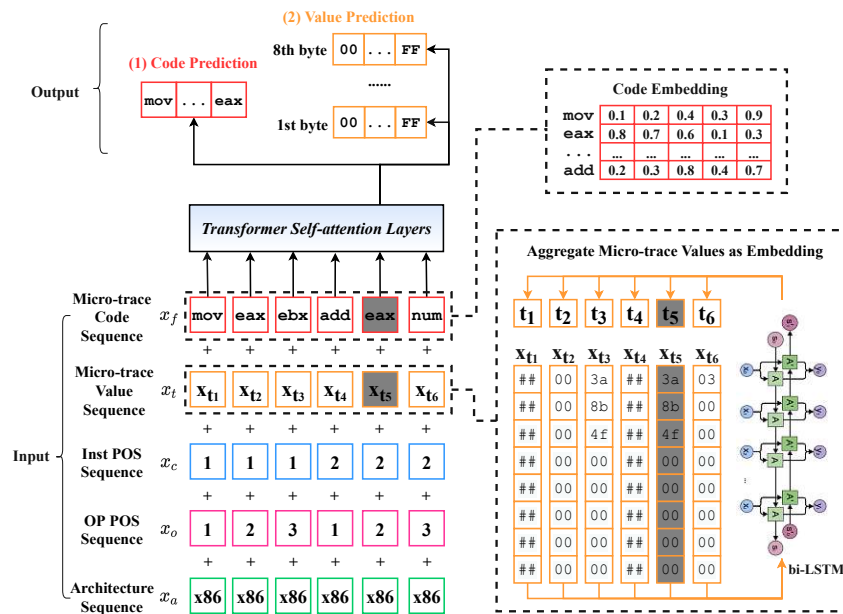 (2) Value Prediction
8th byte 00 ... FF
......
(1) Code Prediction
mov ... eax
Output
1st byte 00 ... FF
Code Embedding
mov 0.1 0.2 0.4 0.3 0.9
eax 0.8 0.7 0.6 0.1 0.3
... ... ... ... ... ...
add 0.2 0.3 0.8 0.4 0.7
Transformer Self-attention Layers
Input
Micro-trace Code Sequence x_f mov eax ebx add eax num
+ + + + + +
Micro-trace Value Sequence x_t x_t1 x_t2 x_t3 x_t4 x_t5 x_t6
+ + + + + +
Inst POS Sequence x_c 1 1 1 2 2 2
+ + + + + +
OP POS Sequence x_o 1 2 3 1 2 3
+ + + + + +
Architecture Sequence x_a x86 x86 x86 x86 x86 x86
Aggregate Micro-trace Values as Embedding
t1 t2 t3 t4 t5 t6
x_t1 x_t2 x_t3 x_t4 x_t5 x_t6
## 00 3a ## 3a 03
## 00 8b ## 8b 00
## 00 4f ## 4f 00
## 00 00 ## 00 00
## 00 00 ## 00 00
## 00 00 ## 00 00
## 00 00 ## 00 00
## 00 00 ## 00 00
bi-LSTM